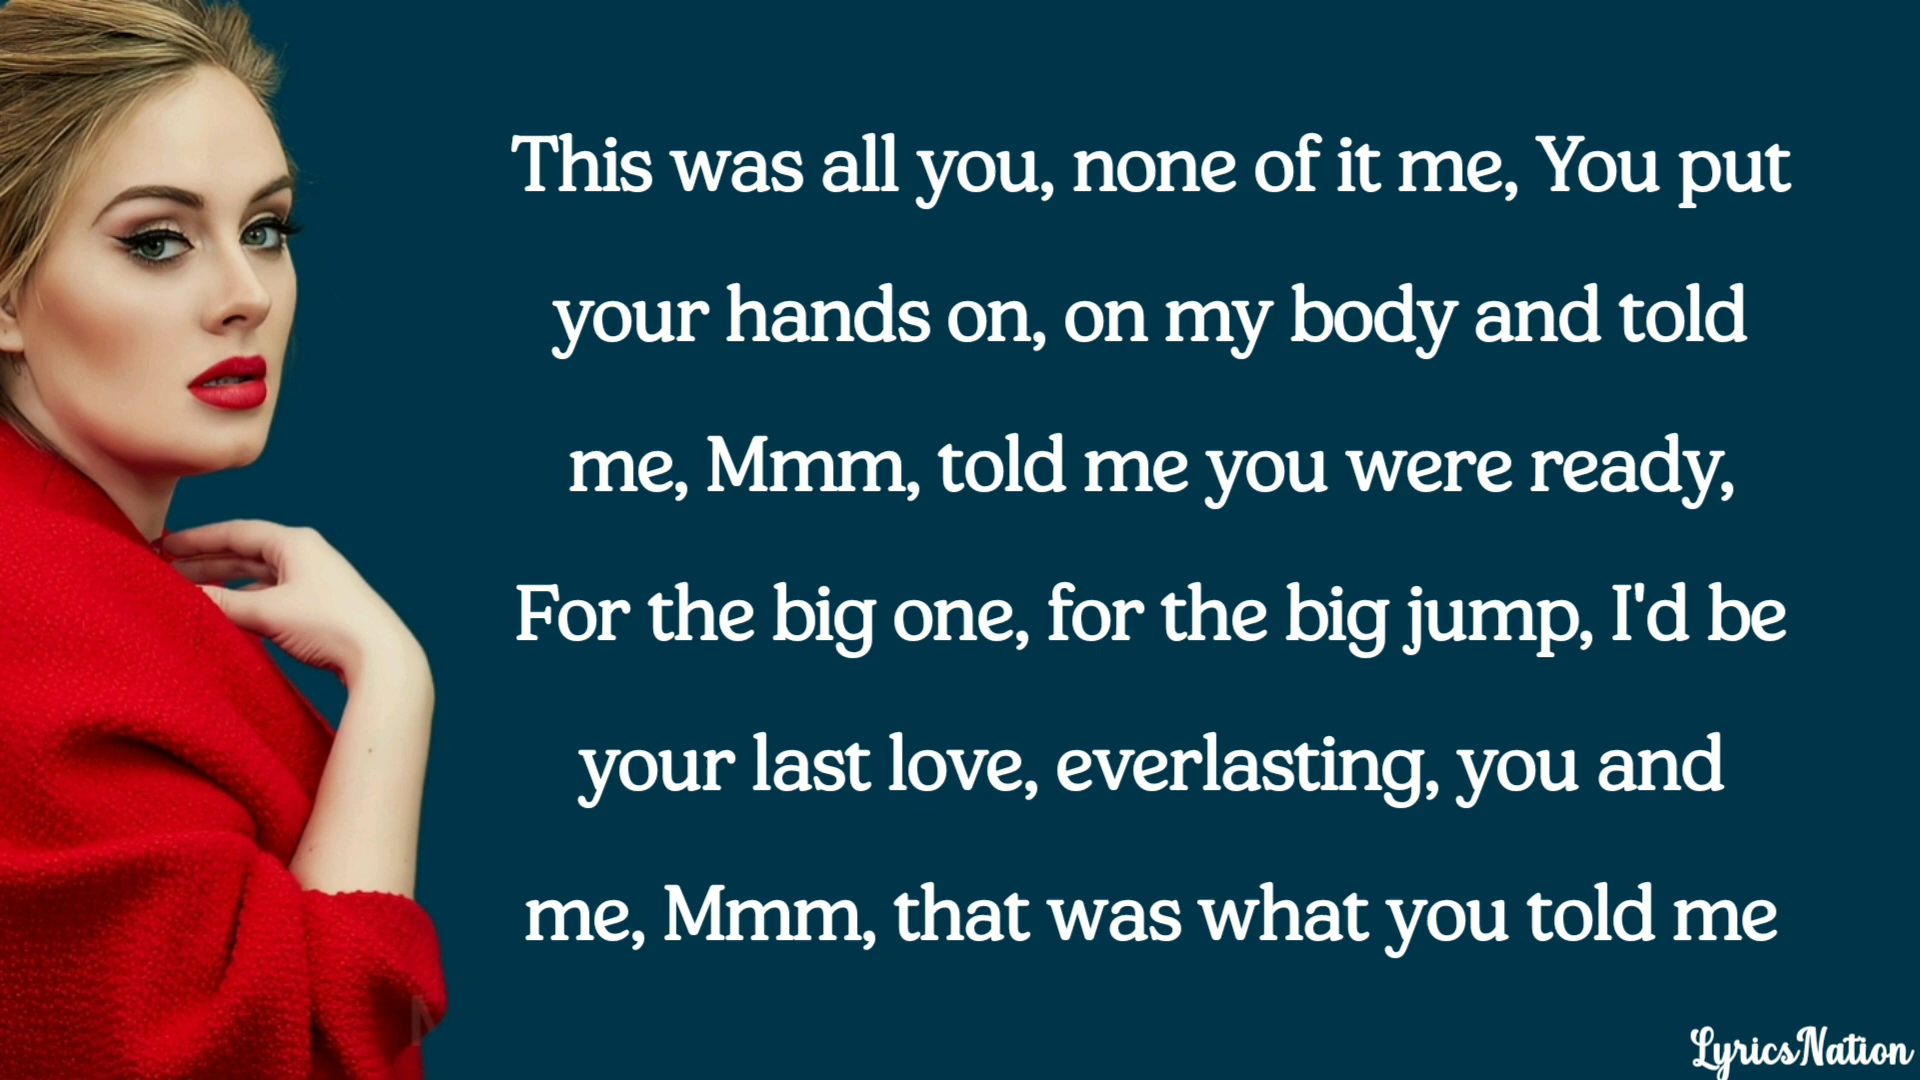 This was all you, none of it me, You put
your hands on, on my body and told
me, Mmm, told me you were ready,
For the big one, for the big jump, I'd be
your last love, everlasting, you and
me, Mmm, that was what you told me
LyricsNation